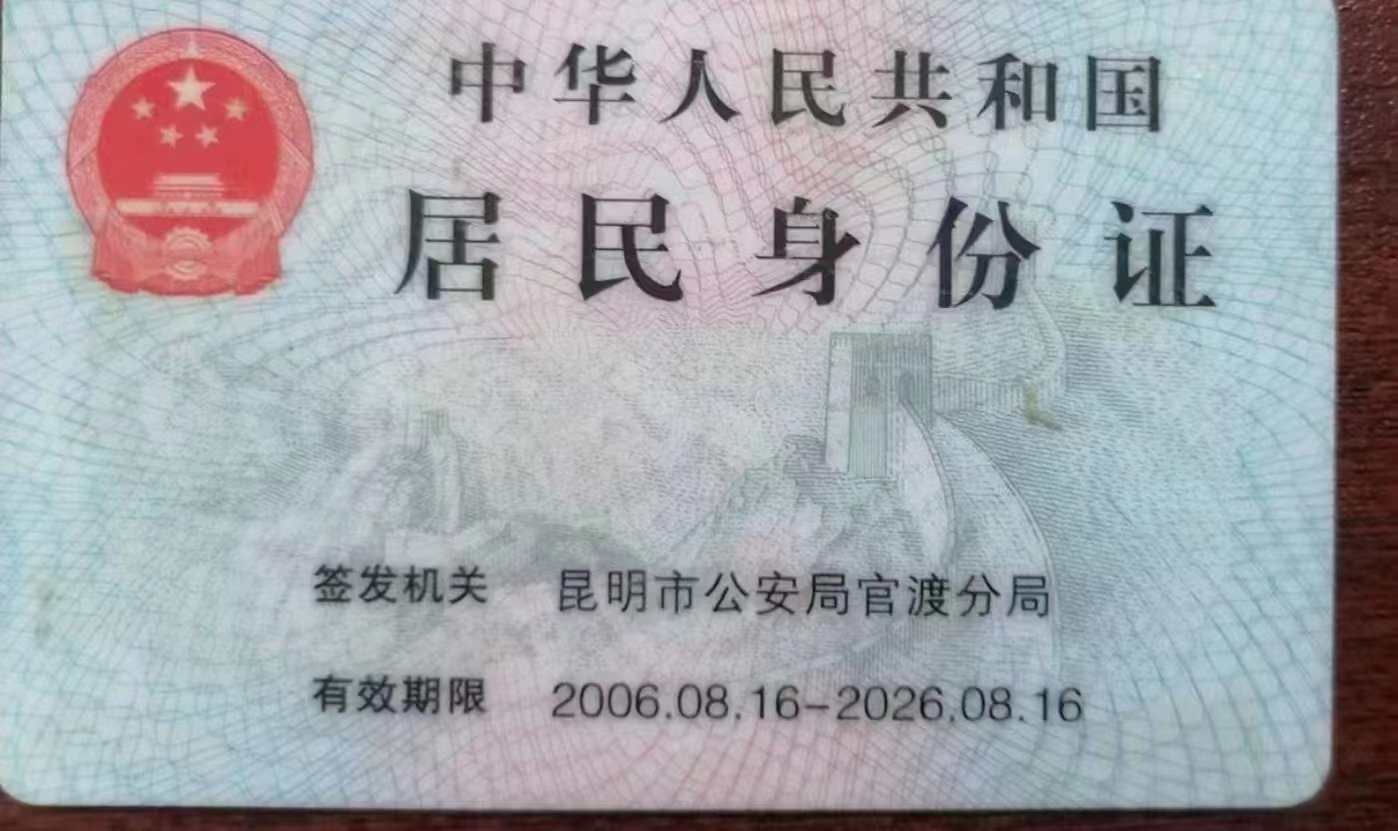 中华人民共和国
居民身份证
签发机关 昆明市公安局官渡分局
有效期限 2006.08.16-2026.08.16